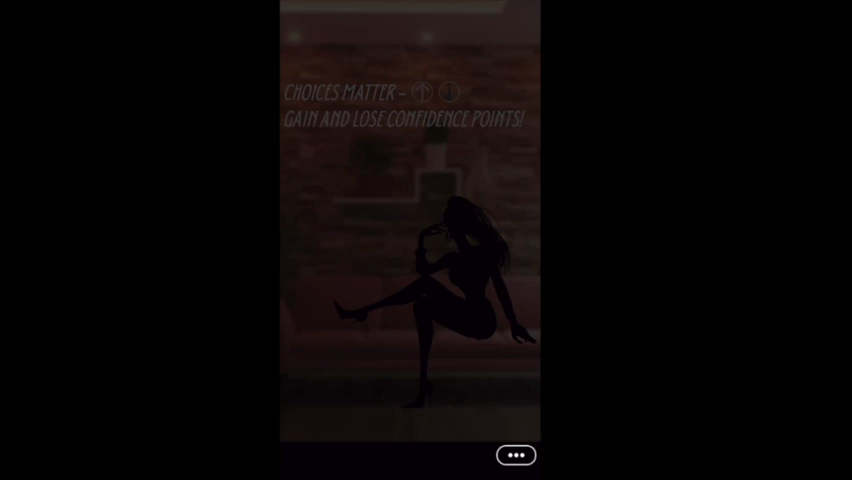 CHOICES MATTER -
GAIN AND LOSE CONFIDENCE POINTS!